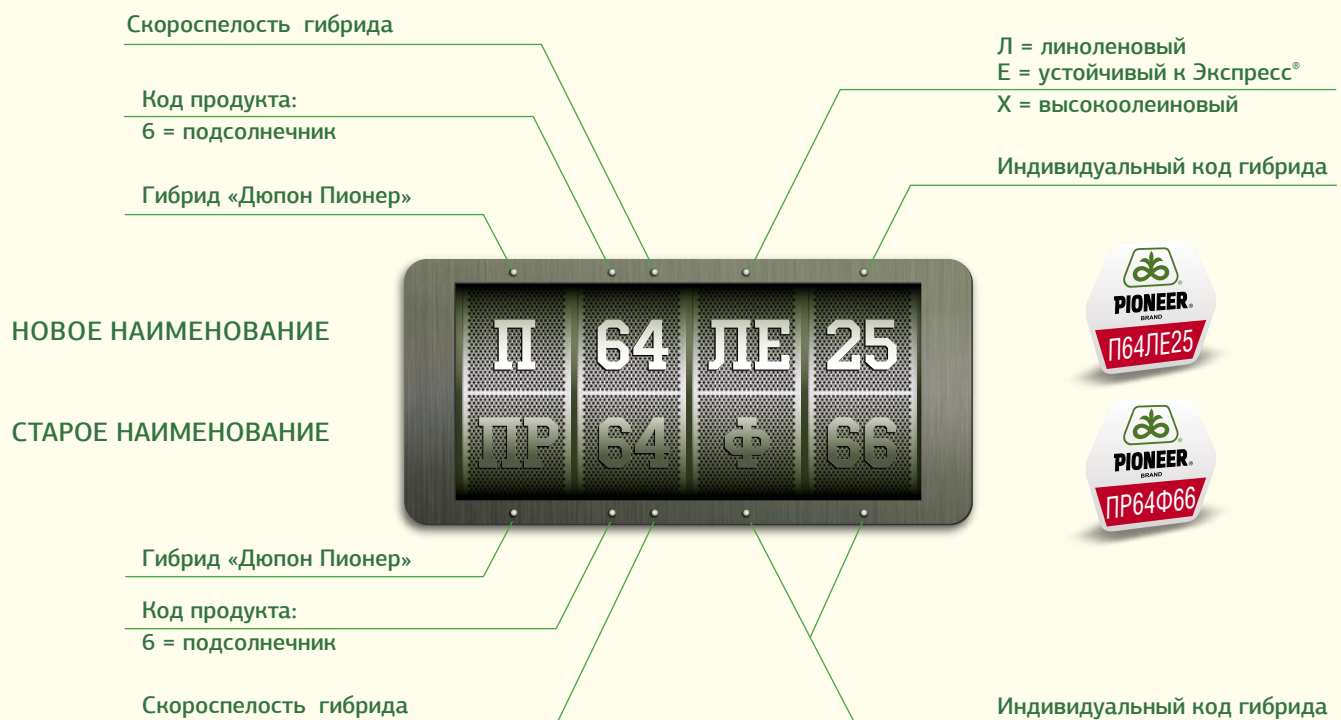 Скороспелость гибрида
Код продукта:
6 = подсолнечник
Гибрид «Дюпон Пионер»
Л = линоленовый
Е = устойчивый к Экспресс®
Х = высокоолеиновый
Индивидуальный код гибрида
НОВОЕ НАИМЕНОВАНИЕ
П 64 ЛЕ 25
СТАРОЕ НАИМЕНОВАНИЕ
ПР 64 Ф 66
PIONEER®
BRAND
П64ЛЕ25
PIONEER®
BRAND
ПР64Ф66
Гибрид «Дюпон Пионер»
Код продукта:
6 = подсолнечник
Скороспелость гибрида
Индивидуальный код гибрида